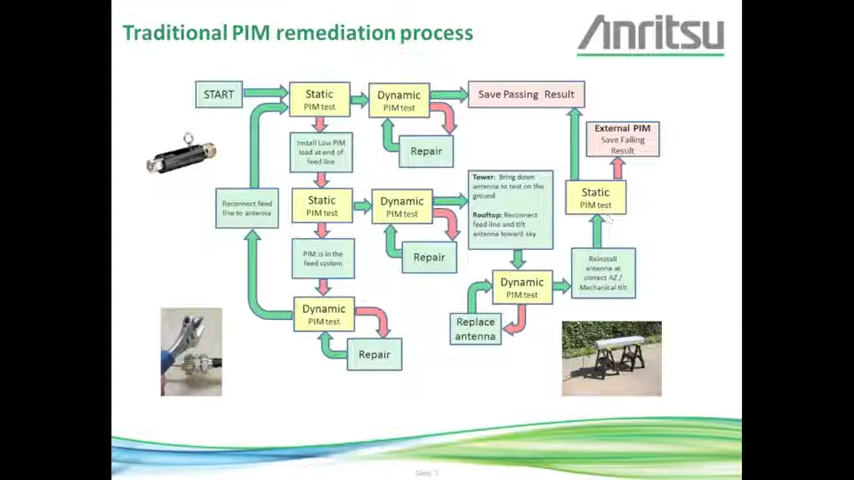 Traditional PIM remediation process
Anritsu
START
Static
PIM test
Dynamic
PIM test
Save Passing Result
External PIM
Save Failing
Result
Install Low PIM
load at end of
feed line
Repair
Tower: Bring down
antenna to test on the
ground.
Rooftop: Reconnect
feed line and tilt
antenna toward sky
Static
PIM test
Reconnect feed
line to antenna
Static
PIM test
Dynamic
PIM test
PIM is in the
feed system.
Repair
Reinstall
antenna at
correct AZ /
Mechanical tilt
Dynamic
PIM test
Dynamic
PIM test
Replace
antenna
Repair
Slide 7